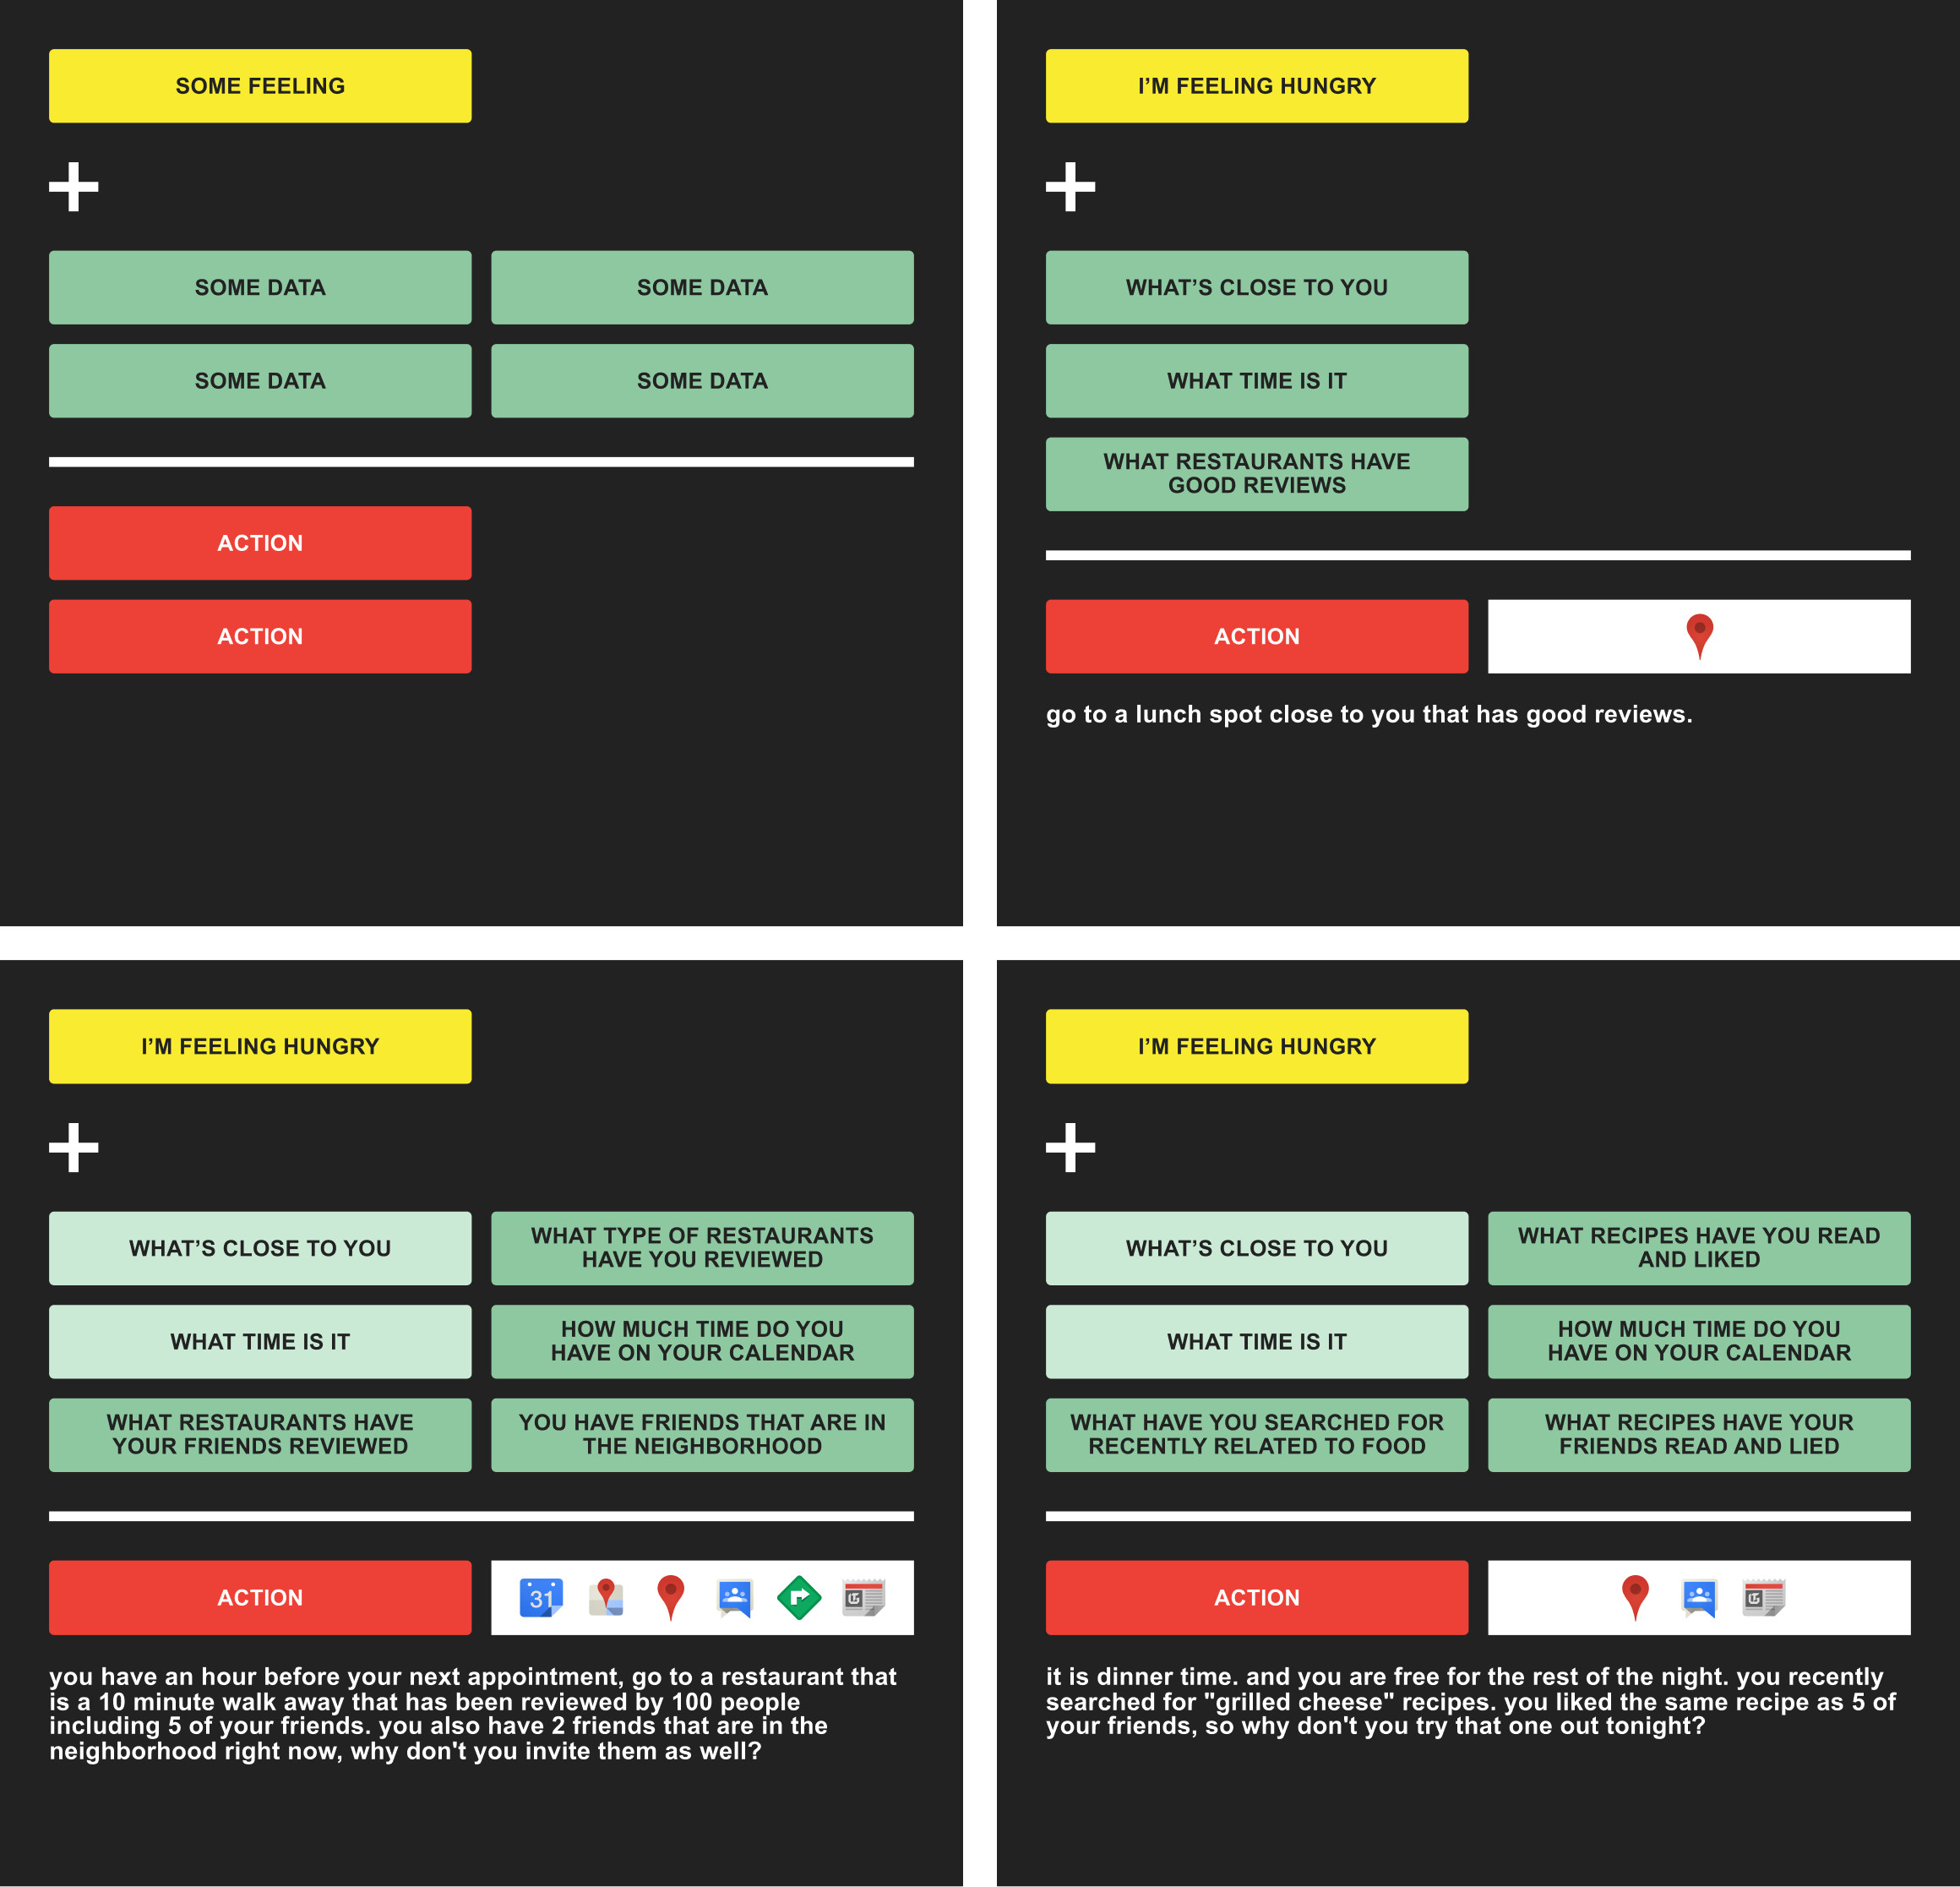 SOME FEELING
SOME DATA
SOME DATA
SOME DATA
SOME DATA
ACTION
ACTION
I’M FEELING HUNGRY
WHAT’S CLOSE TO YOU
WHAT TIME IS IT
WHAT RESTAURANTS HAVE
GOOD REVIEWS
ACTION
go to a lunch spot close to you that has good reviews.
I’M FEELING HUNGRY
WHAT’S CLOSE TO YOU
WHAT TYPE OF RESTAURANTS
HAVE YOU REVIEWED
WHAT TIME IS IT
HOW MUCH TIME DO YOU
HAVE ON YOUR CALENDAR
WHAT RESTAURANTS HAVE
YOUR FRIENDS REVIEWED
YOU HAVE FRIENDS THAT ARE IN
THE NEIGHBORHOOD
ACTION
31
you have an hour before your next appointment, go to a restaurant that
is a 10 minute walk away that has been reviewed by 100 people
including 5 of your friends. you also have 2 friends that are in the
neighborhood right now, why don't you invite them as well?
I’M FEELING HUNGRY
WHAT’S CLOSE TO YOU
WHAT RECIPES HAVE YOU READ
AND LIKED
WHAT TIME IS IT
HOW MUCH TIME DO YOU
HAVE ON YOUR CALENDAR
WHAT HAVE YOU SEARCHED FOR
RECENTLY RELATED TO FOOD
WHAT RECIPES HAVE YOUR
FRIENDS READ AND LIED
ACTION
it is dinner time. and you are free for the rest of the night. you recently
searched for "grilled cheese" recipes. you liked the same recipe as 5 of
your friends, so why don't you try that one out tonight?